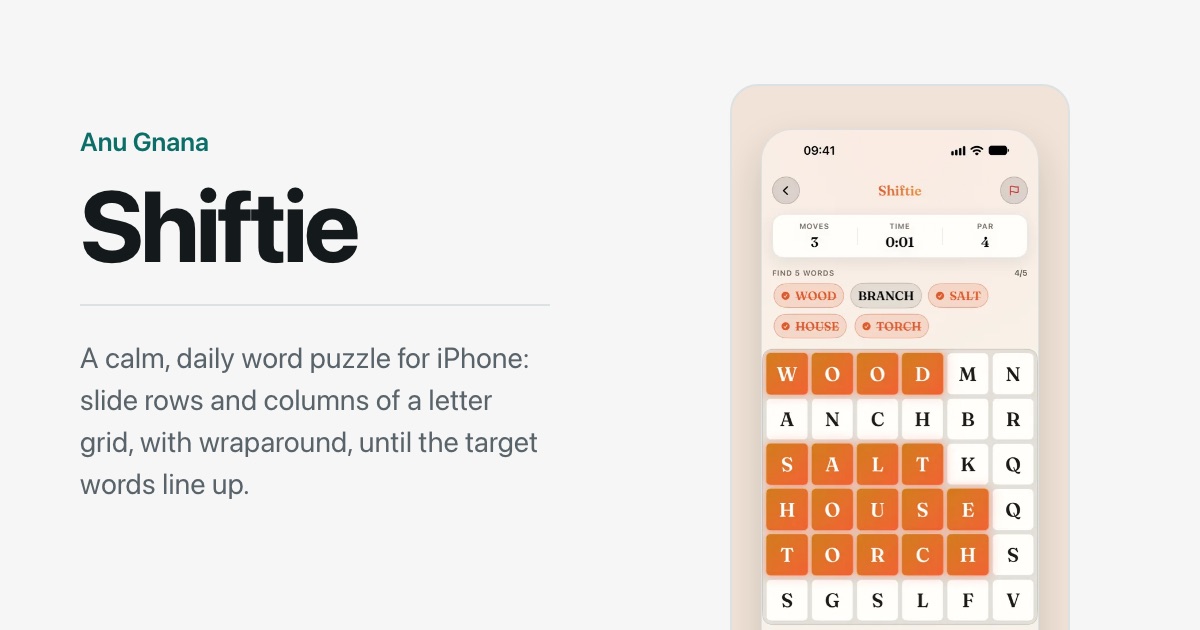 Anu Gnana
Shiftie
A calm, daily word puzzle for iPhone:
slide rows and columns of a letter
grid, with wraparound, until the target
words line up.
09:41
Shiftie
MOVES TIME PAR
3 0:01 4
FIND 5 WORDS 4/5
WOOD BRANCH SALT
HOUSE TORCH
W O O D M N
A N C H B R
S A L T K Q
H O U S E Q
T O R C H S
S G S L F V